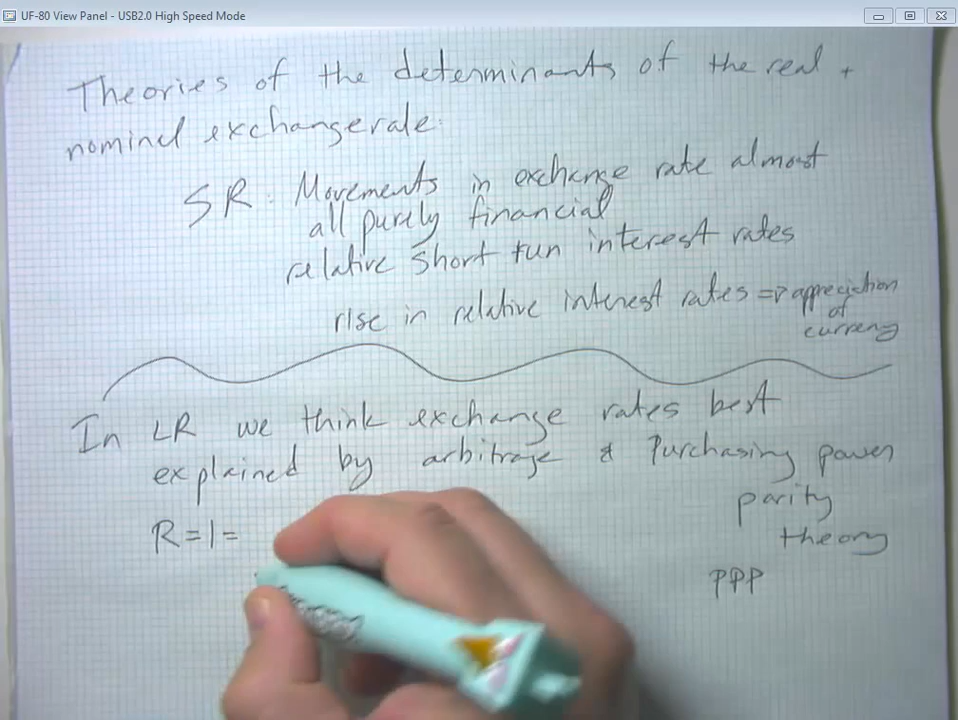 UF-80 View Panel - USB2.0 High Speed Mode
Theories of the determinants of the real +
nominal exchange rate:
SR: Movements in exchange rate almost
all purely financial
relative short run interest rates
rise in relative interest rates => appreciation
of
currency
In LR we think exchange rates best
explained by arbitrage & Purchasing power
parity
theory
PPP
R = 1 =